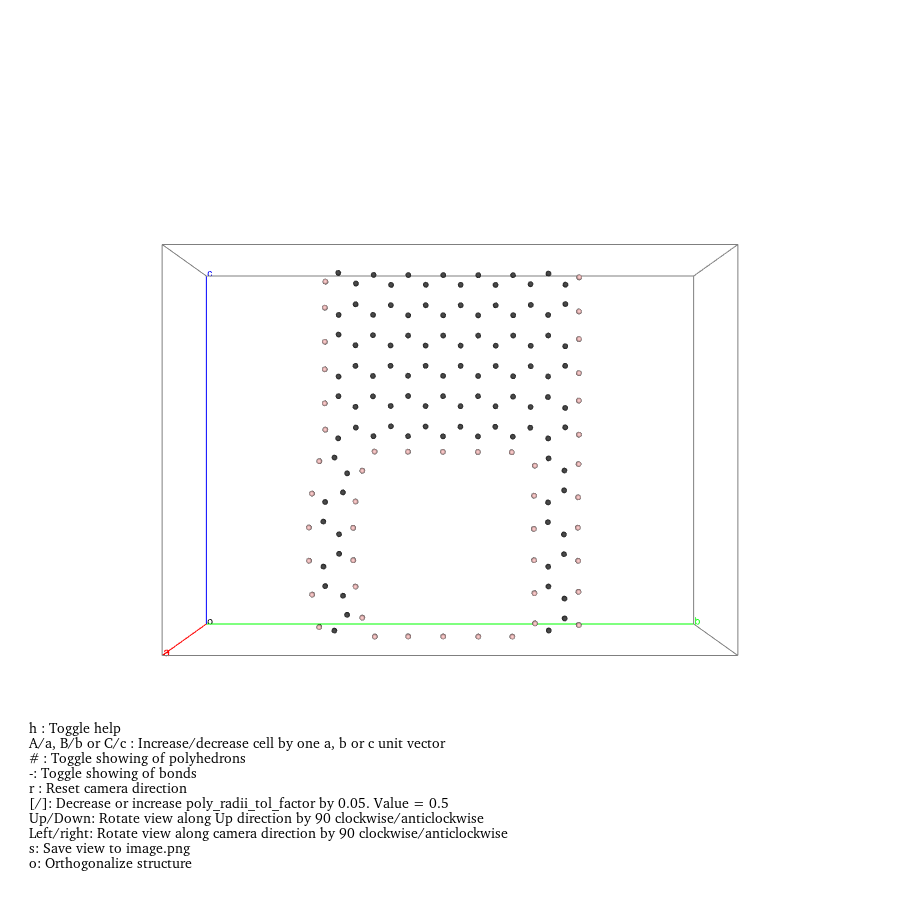 c
o
b
a
h : Toggle help
A/a, B/b or C/c : Increase/decrease cell by one a, b or c unit vector
# : Toggle showing of polyhedrons
-: Toggle showing of bonds
r : Reset camera direction
[/]: Decrease or increase poly_radii_tol_factor by 0.05. Value = 0.5
Up/Down: Rotate view along Up direction by 90 clockwise/anticlockwise
Left/right: Rotate view along camera direction by 90 clockwise/anticlockwise
s: Save view to image.png
o: Orthogonalize structure